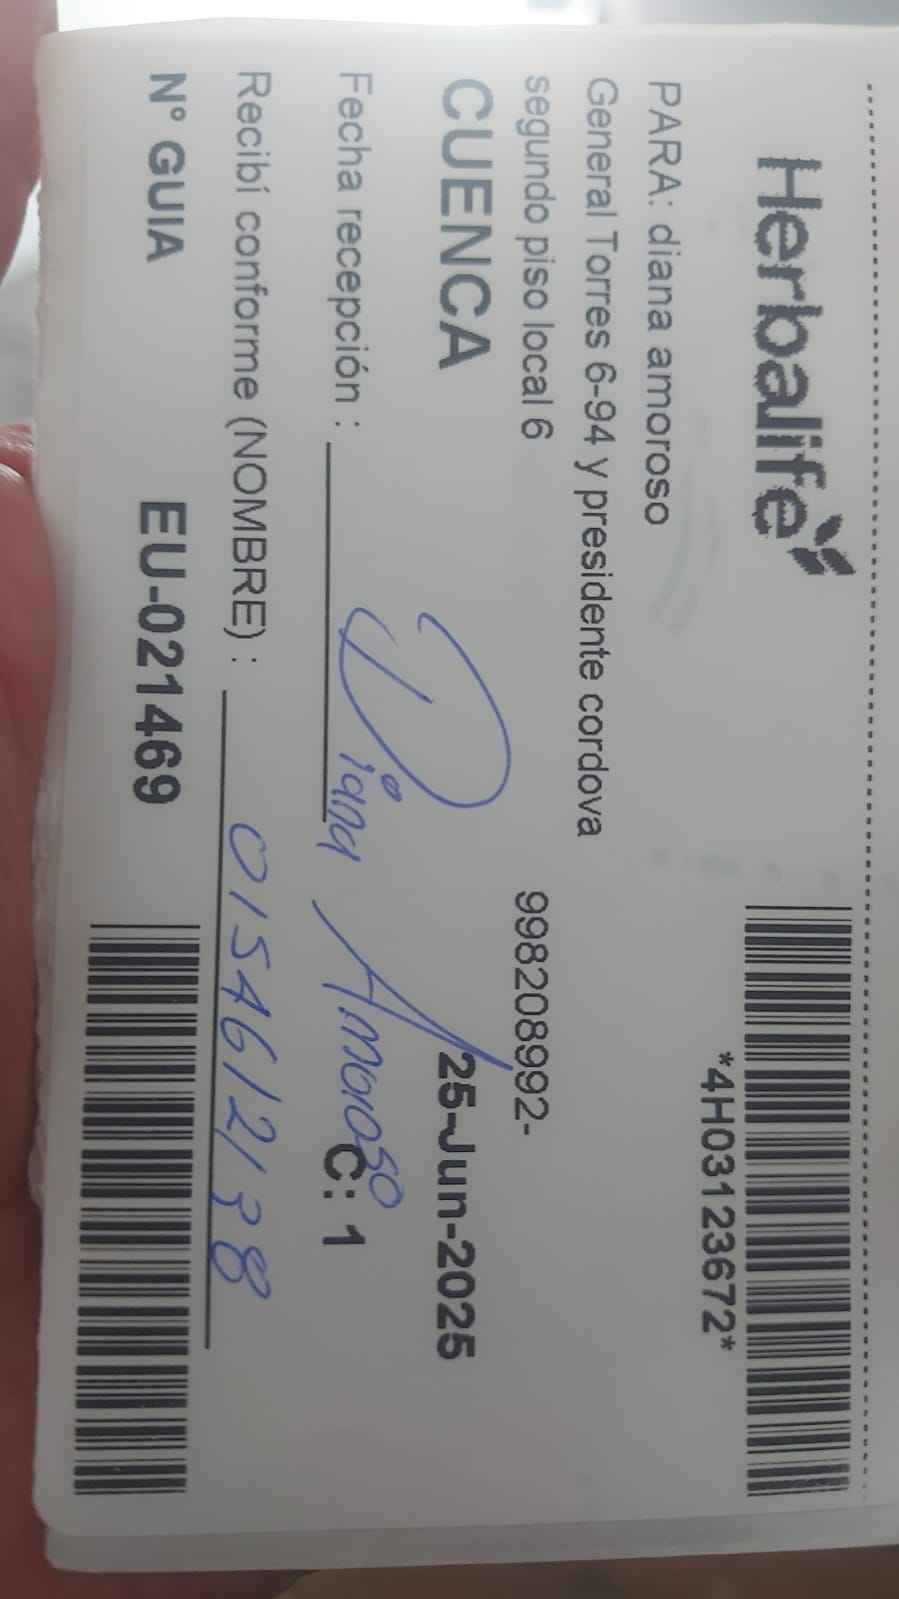 Herbalife
*4H03123672*
PARA: diana amoroso
General Torres 6-94 y presidente cordova
segundo piso local 6
998208992-
CUENCA
25-Jun-2025
Fecha recepción :
Diana Amoroso
C: 1
Recibí conforme (NOMBRE) :
0154612138
N° GUIA
EU-021469